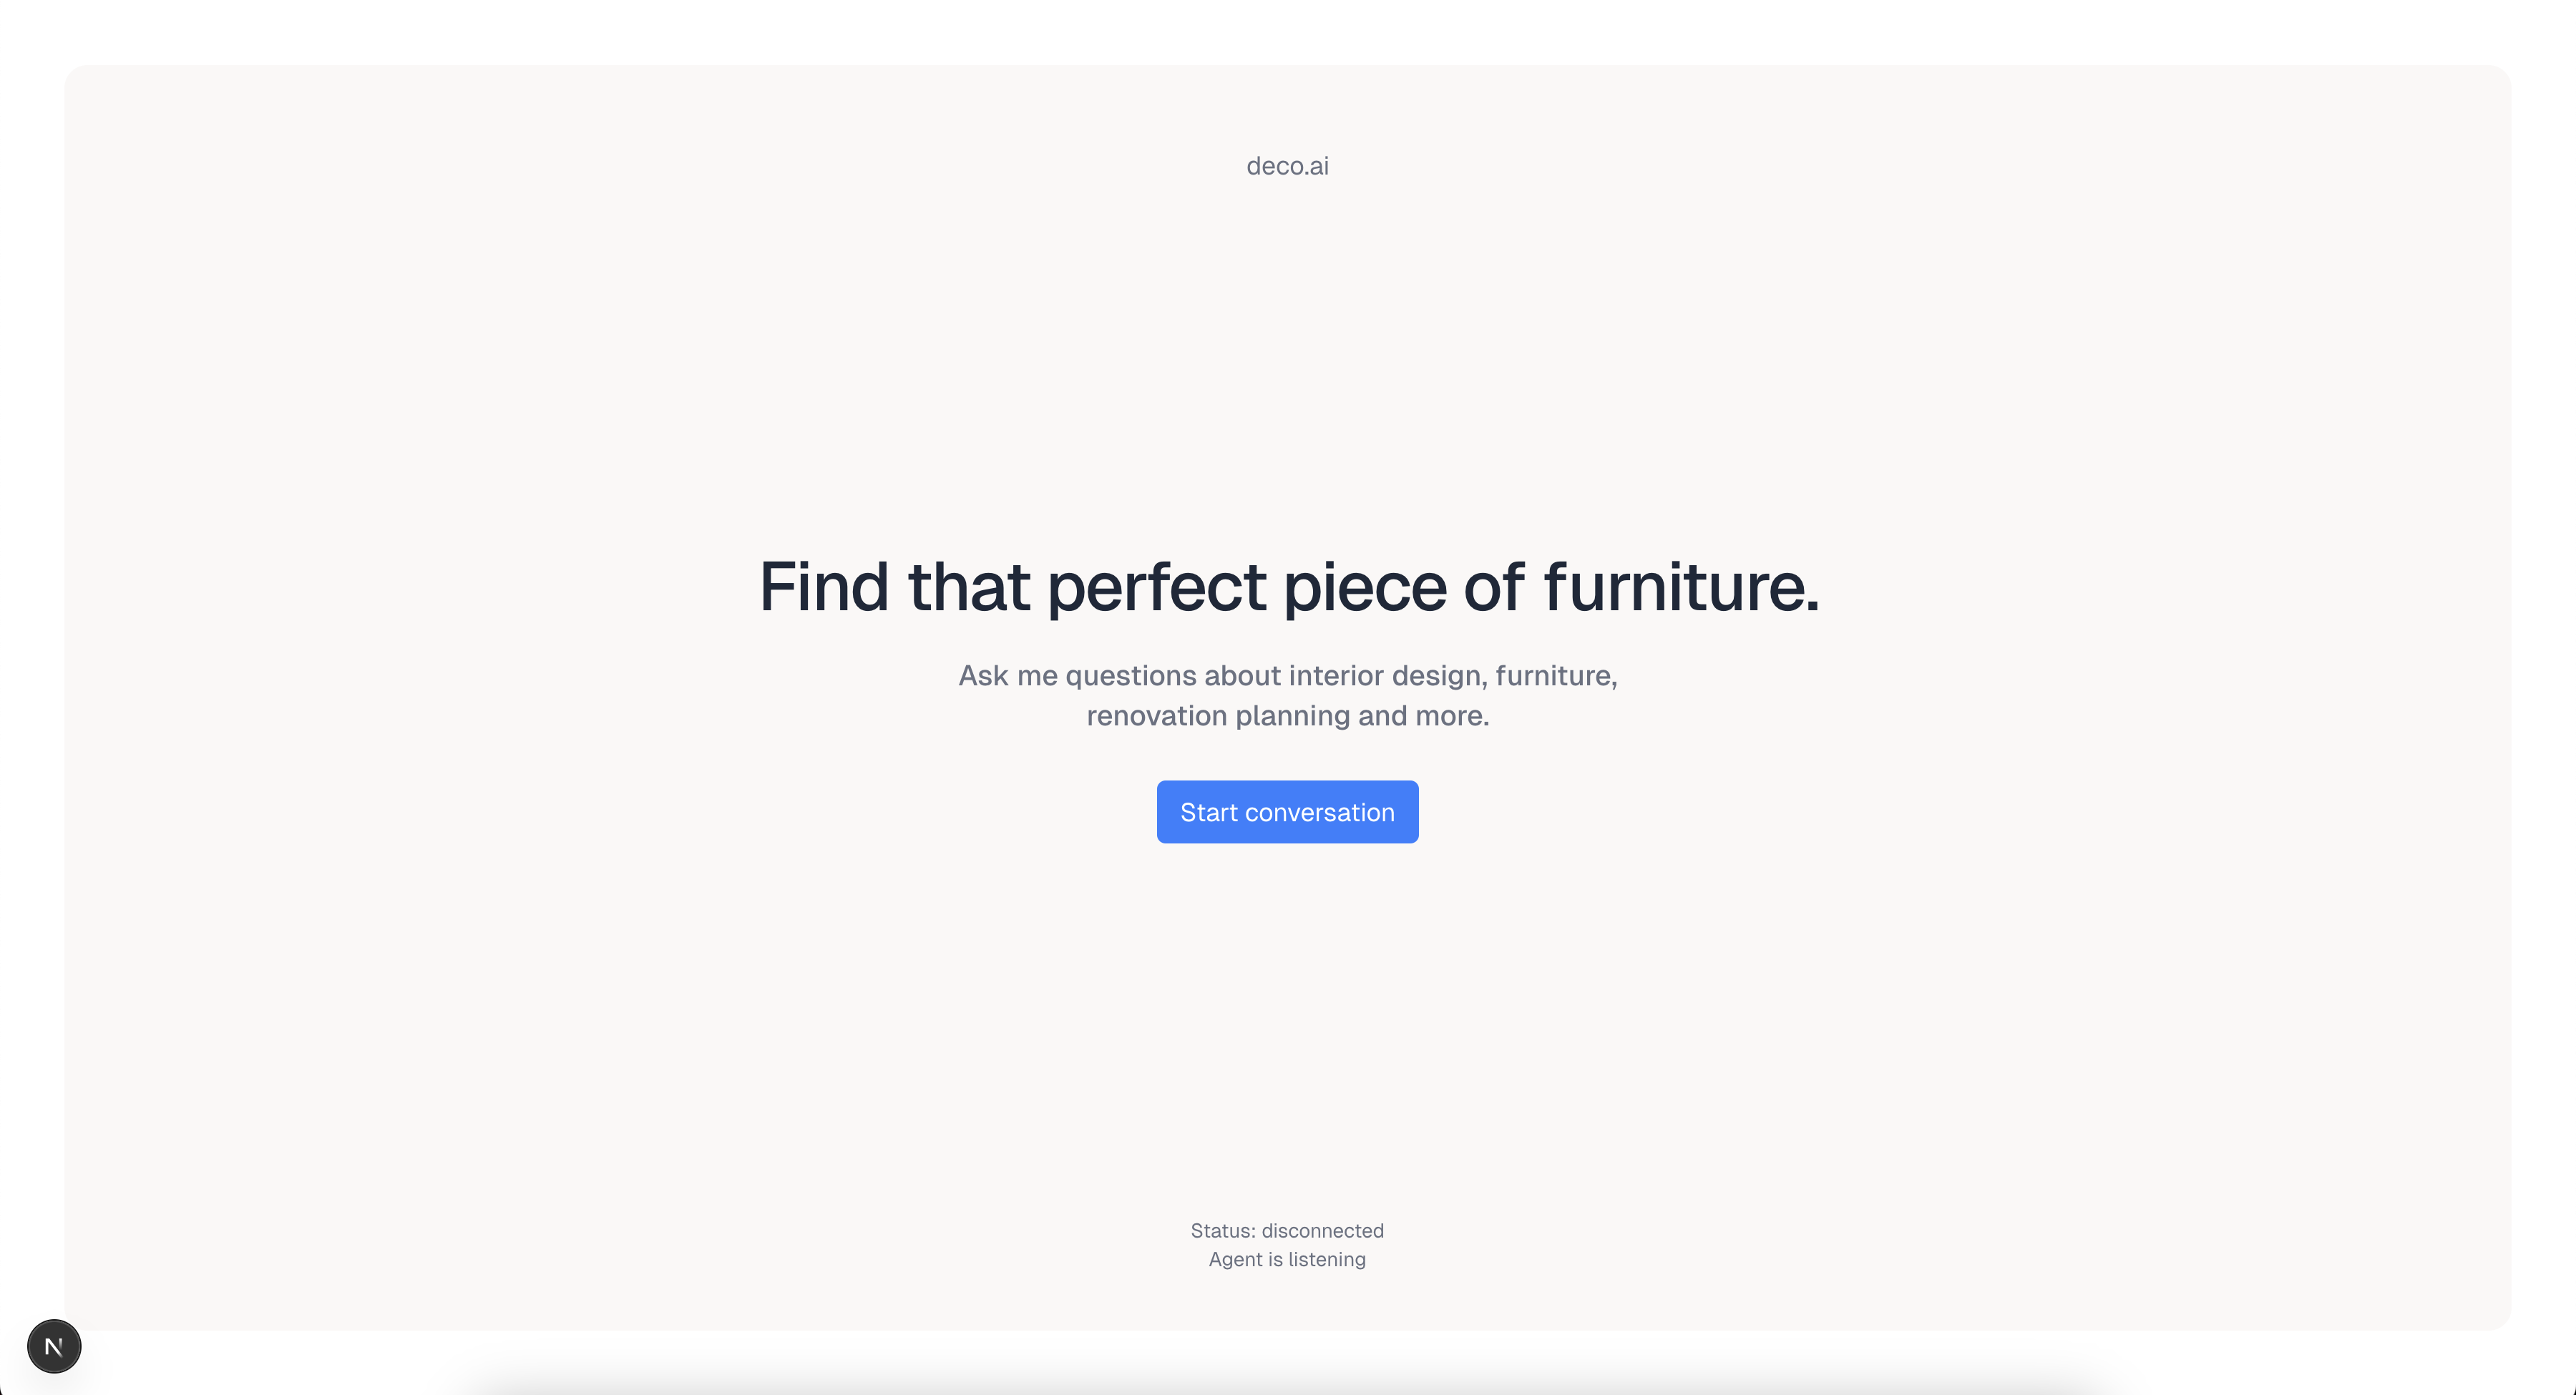 deco.ai
Find that perfect piece of furniture.
Ask me questions about interior design, furniture,
renovation planning and more.
Start conversation
Status: disconnected
Agent is listening
N